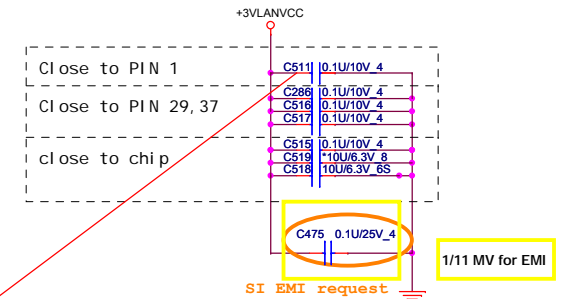 +3VLANVCC
Close to PIN 1
C511 0.1U/10V_4
C286 0.1U/10V_4
Close to PIN 29,37
C516 0.1U/10V_4
C517 0.1U/10V_4
C515 0.1U/10V_4
close to chip
C519 *10U/6.3V_8
C518 10U/6.3V_6S
C475 0.1U/25V_4
1/11 MV for EMI
SI EMI request